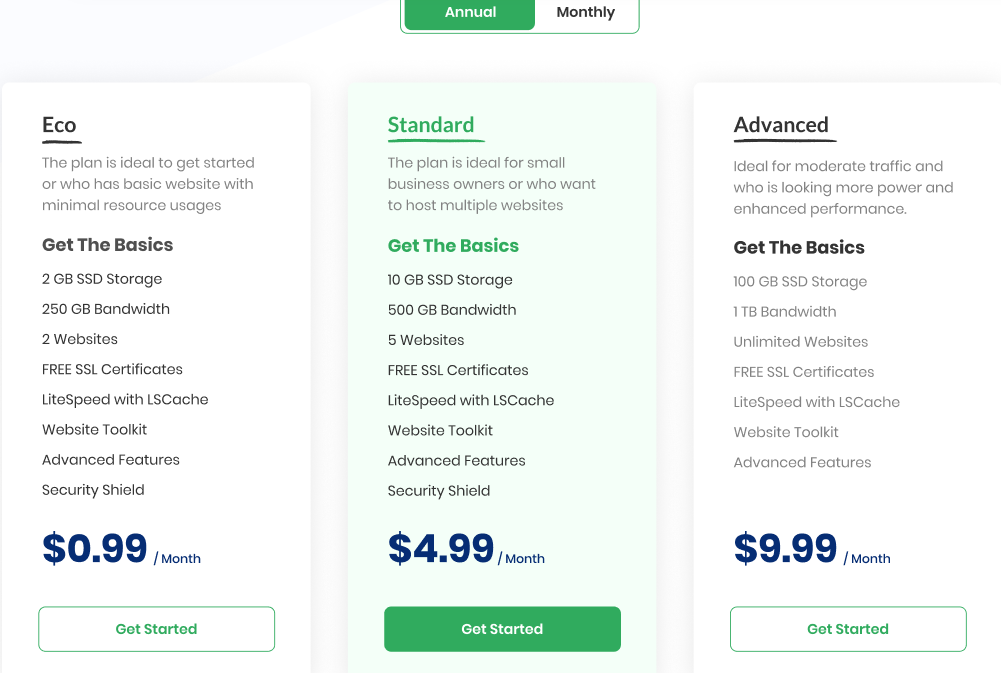 Annual
Monthly
Eco
The plan is ideal to get started
or who has basic website with
minimal resource usages
Get The Basics
2 GB SSD Storage
250 GB Bandwidth
2 Websites
FREE SSL Certificates
LiteSpeed with LSCache
Website Toolkit
Advanced Features
Security Shield
$0.99 / Month
Get Started
Standard
The plan is ideal for small
business owners or who want
to host multiple websites
Get The Basics
10 GB SSD Storage
500 GB Bandwidth
5 Websites
FREE SSL Certificates
LiteSpeed with LSCache
Website Toolkit
Advanced Features
Security Shield
$4.99 / Month
Get Started
Advanced
Ideal for moderate traffic and
who is looking more power and
enhanced performance.
Get The Basics
100 GB SSD Storage
1 TB Bandwidth
Unlimited Websites
FREE SSL Certificates
LiteSpeed with LSCache
Website Toolkit
Advanced Features
$9.99 / Month
Get Started